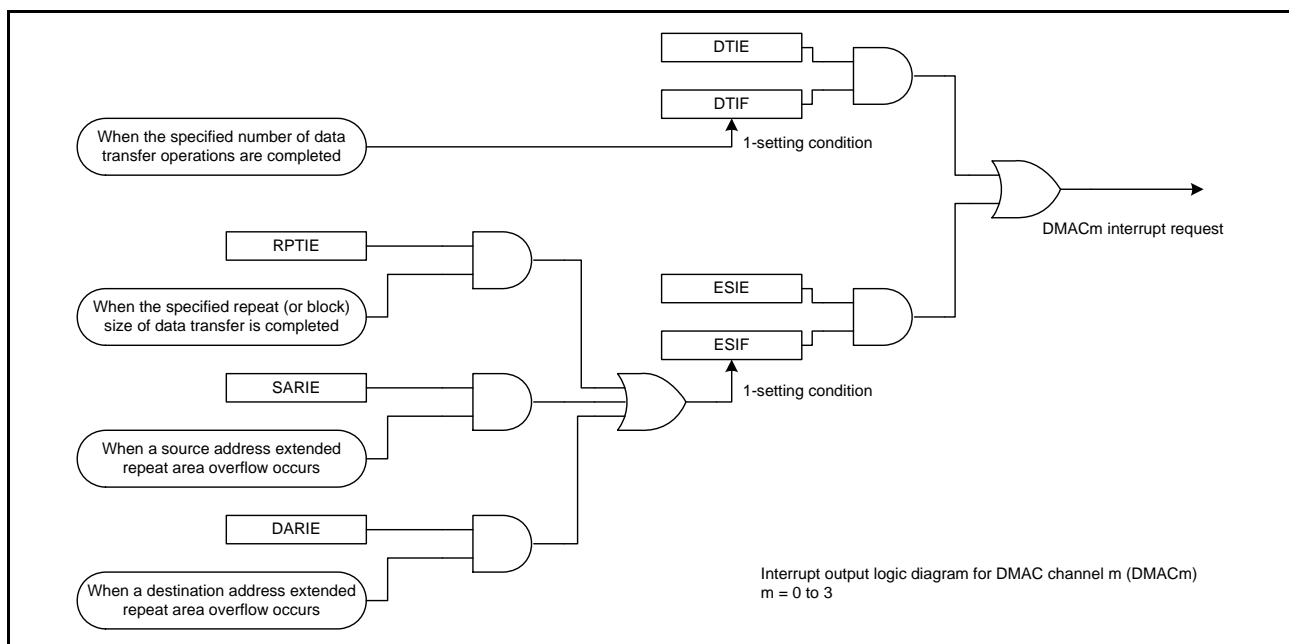 DTIE
DTIF
When the specified number of data
transfer operations are completed
1-setting condition
RPTIE
DMACm interrupt request
When the specified repeat (or block)
size of data transfer is completed
ESIE
ESIF
SARIE
1-setting condition
When a source address extended
repeat area overflow occurs
DARIE
When a destination address extended
repeat area overflow occurs
Interrupt output logic diagram for DMAC channel m (DMACm)
m = 0 to 3